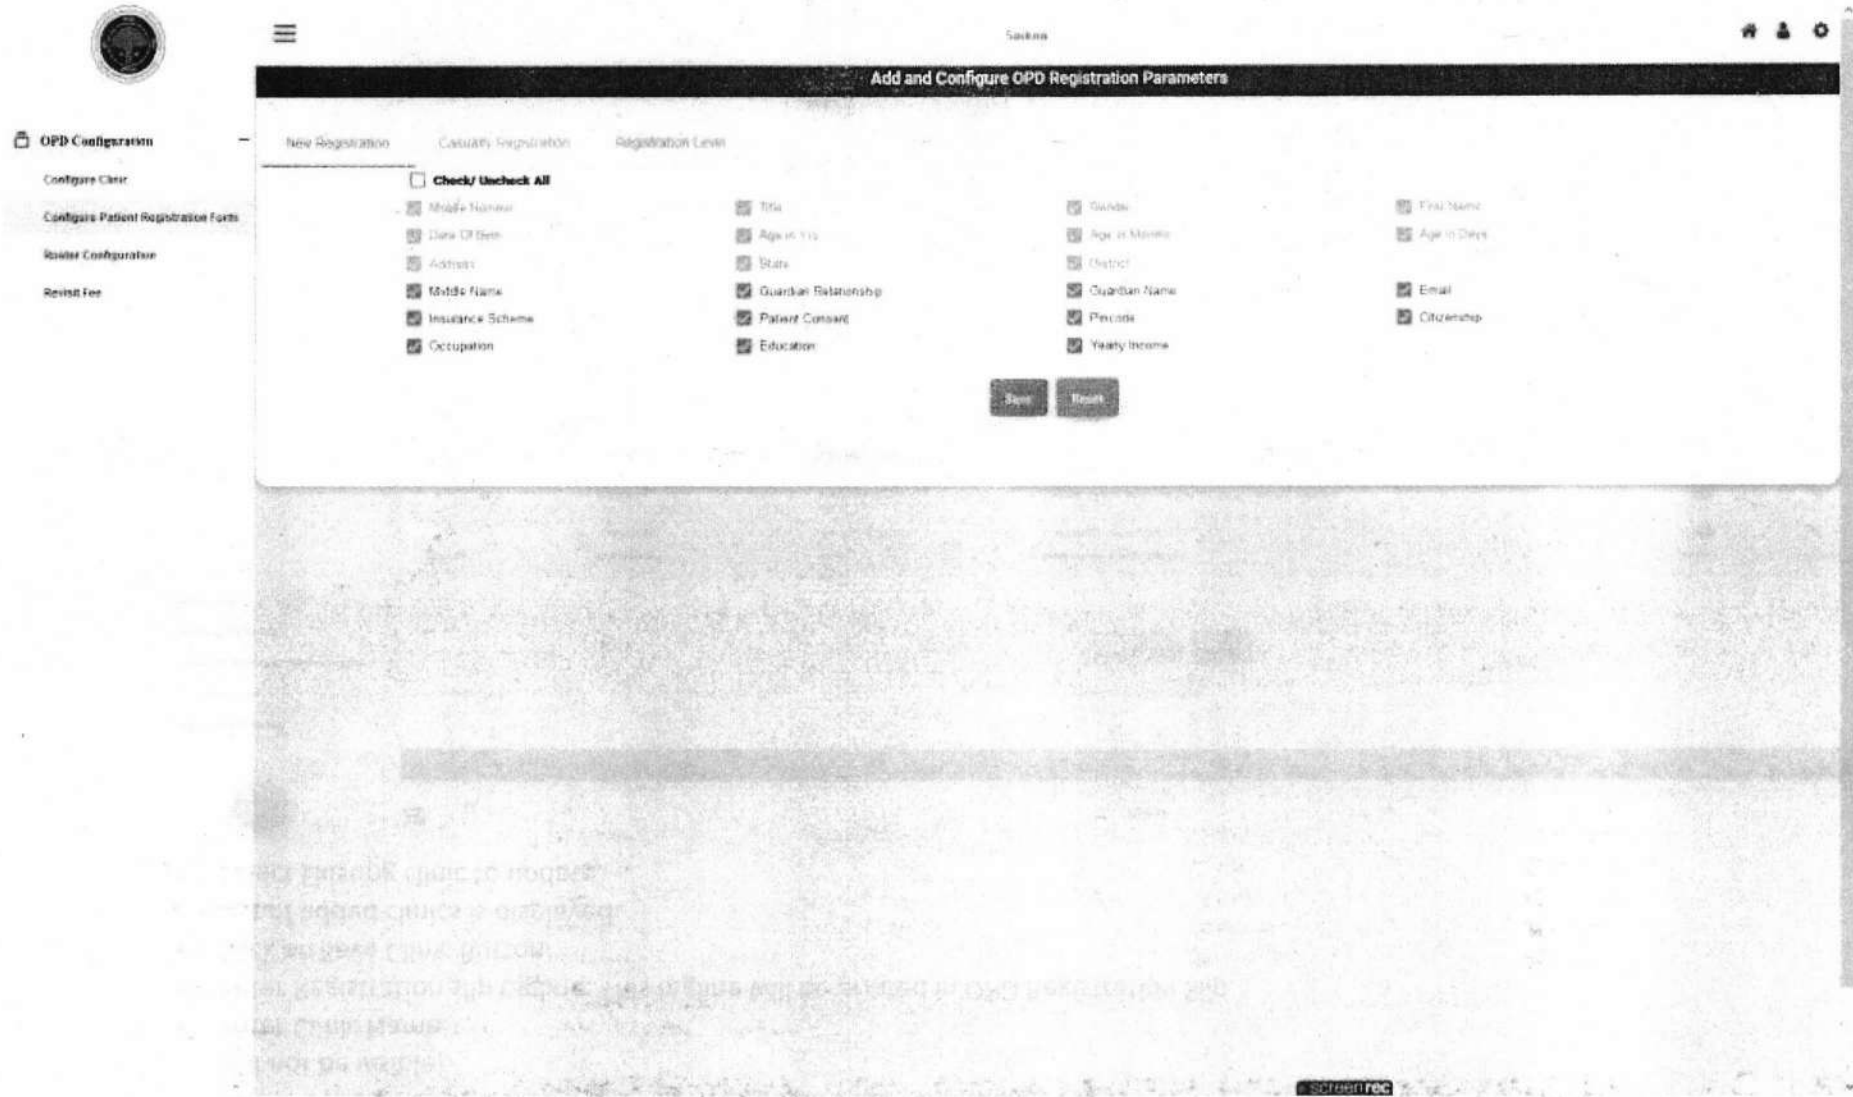 Add and Configure OPD Registration Parameters
OPD Configuration
New Registration
Casualty Registration
Registration Level
Configure Clinic
Check/ Uncheck All
Configure Patient Registration Form
Title
Gender
First Name
Date Of Birth
Age in Yrs
Age in Months
Age in Days
Roster Configuration
Address
State
District
Revisit Fee
Middle Name
Guardian Relationship
Guardian Name
Email
Insurance Scheme
Patient Consent
Pincode
Citizenship
Occupation
Education
Yearly Income
Save
Reset
screenrec